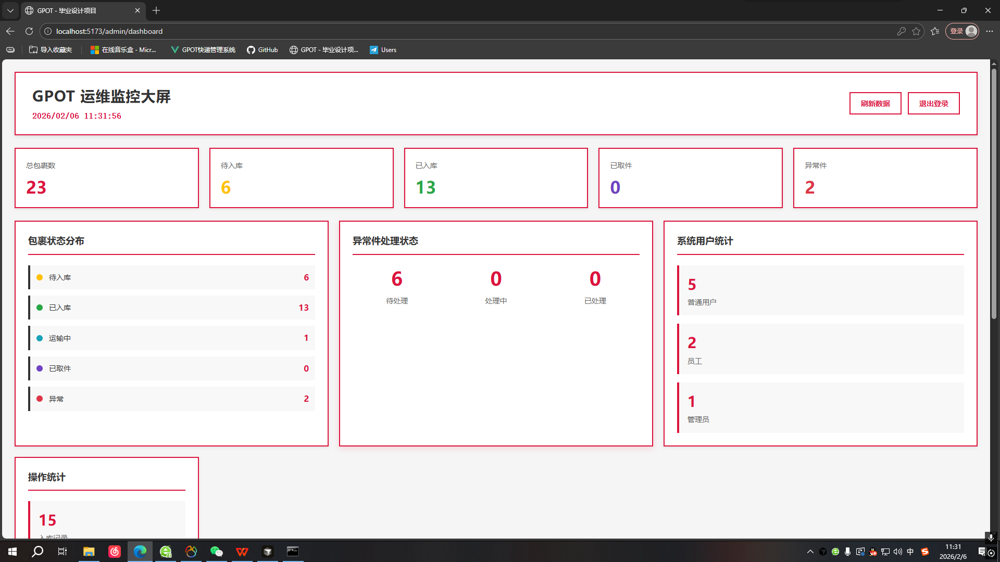 GPOT - 毕业设计项目
localhost:5173/admin/dashboard
登录
导入收藏夹
在线音乐盒 - Micr...
GPOT快递管理系统
GitHub
GPOT - 毕业设计项...
Users
GPOT 运维监控大屏
2026/02/06 11:31:56
刷新数据
退出登录
总包裹数
23
待入库
6
已入库
13
已取件
0
异常件
2
包裹状态分布
待入库 6
已入库 13
运输中 1
已取件 0
异常 2
异常件处理状态
6 0 0
待处理 处理中 已处理
系统用户统计
5
普通用户
2
员工
1
管理员
操作统计
15
入库记录
中
11:31
2026/2/6